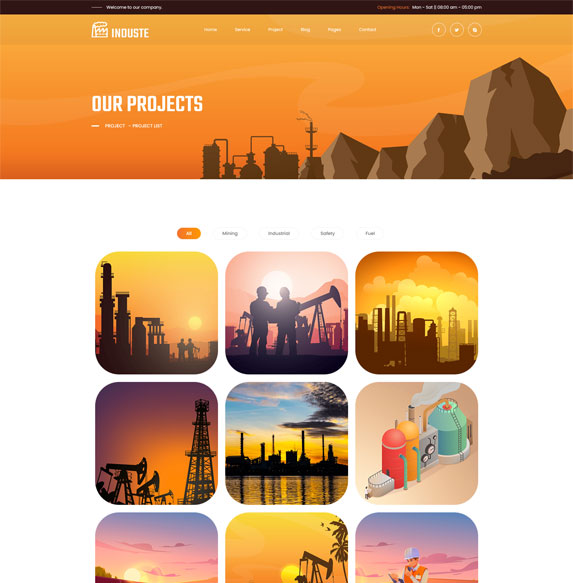 Welcome to our company.
Opening Hours: Mon - Sat || 08:00 am - 05:00 pm
INDUSTE
Home Service Project Blog Pages Contact
OUR PROJECTS
PROJECT - PROJECT LIST
All Mining Industrial Safety Fuel